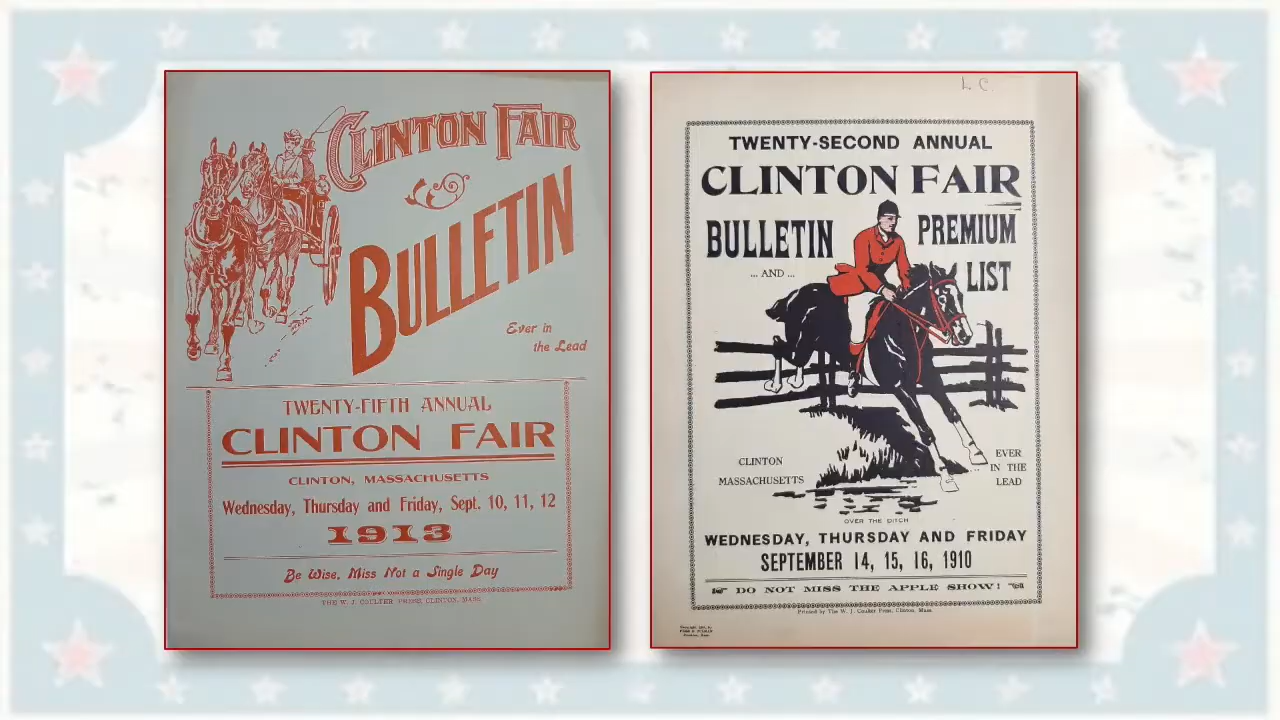 CLINTON FAIR
&
BULLETIN
Ever in
the Lead
TWENTY-FIFTH ANNUAL
CLINTON FAIR
CLINTON, MASSACHUSETTS
Wednesday, Thursday and Friday, Sept. 10, 11, 12
1913
Be Wise, Miss Not a Single Day
THE W. J. COULTER PRESS, CLINTON, MASS.
L. C.
TWENTY-SECOND ANNUAL
CLINTON FAIR
BULLETIN
... AND ...
PREMIUM
LIST
CLINTON
MASSACHUSETTS
EVER
IN THE
LEAD
OVER THE DITCH
WEDNESDAY, THURSDAY AND FRIDAY
SEPTEMBER 14, 15, 16, 1910
DO NOT MISS THE APPLE SHOW!
Printed by The W. J. Coulter Press, Clinton, Mass.